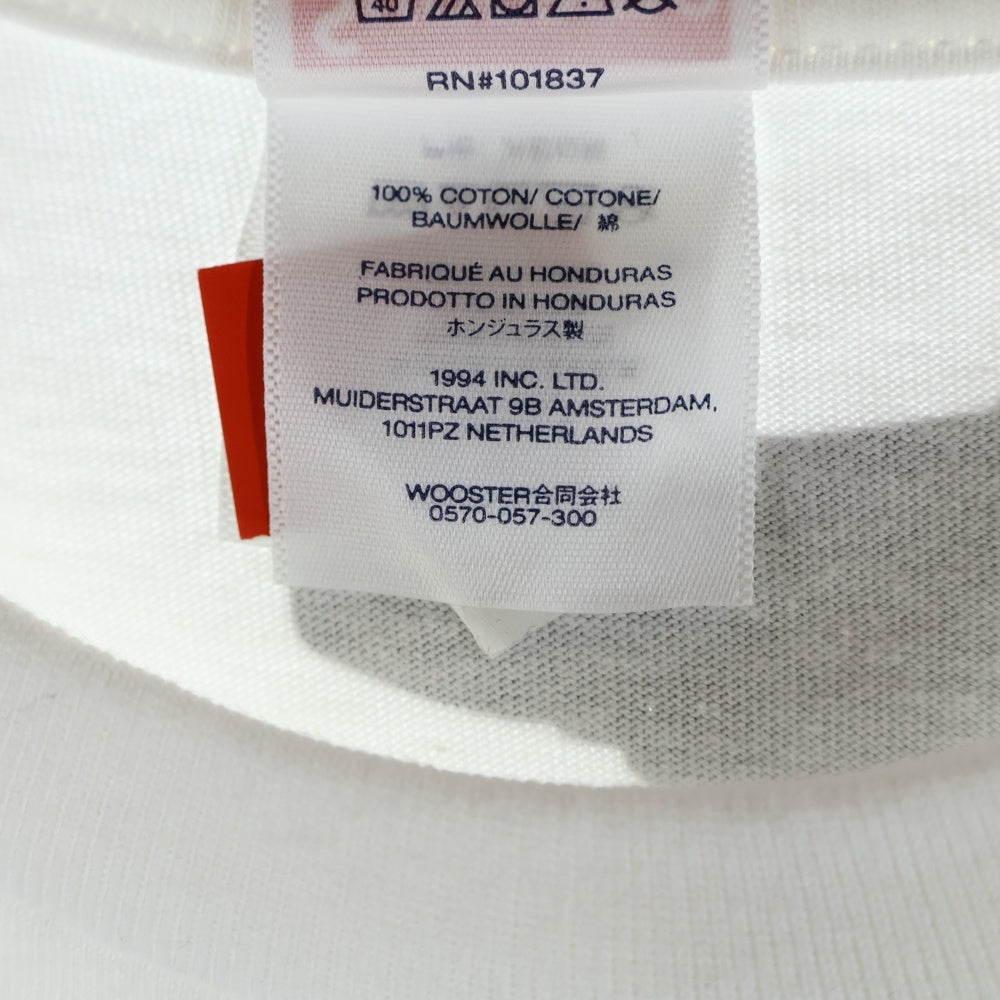 40
RN#101837
100% COTON/ COTONE/
BAUMWOLLE/ 綿
FABRIQUÉ AU HONDURAS
PRODOTTO IN HONDURAS
ホンジュラス製
1994 INC. LTD.
MUIDERSTRAAT 9B AMSTERDAM,
1011PZ NETHERLANDS
WOOSTER合同会社
0570-057-300